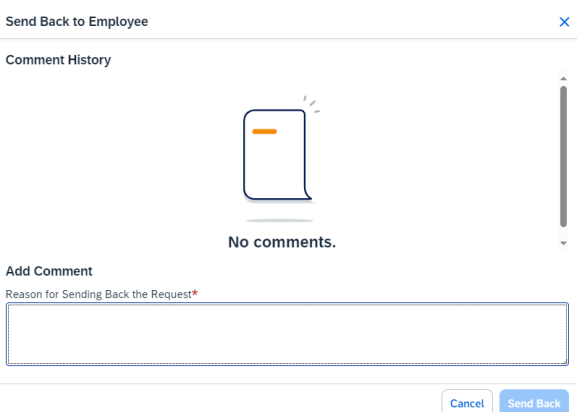 Send Back to Employee
Comment History
No comments.
Add Comment
Reason for Sending Back the Request*
Cancel Send Back